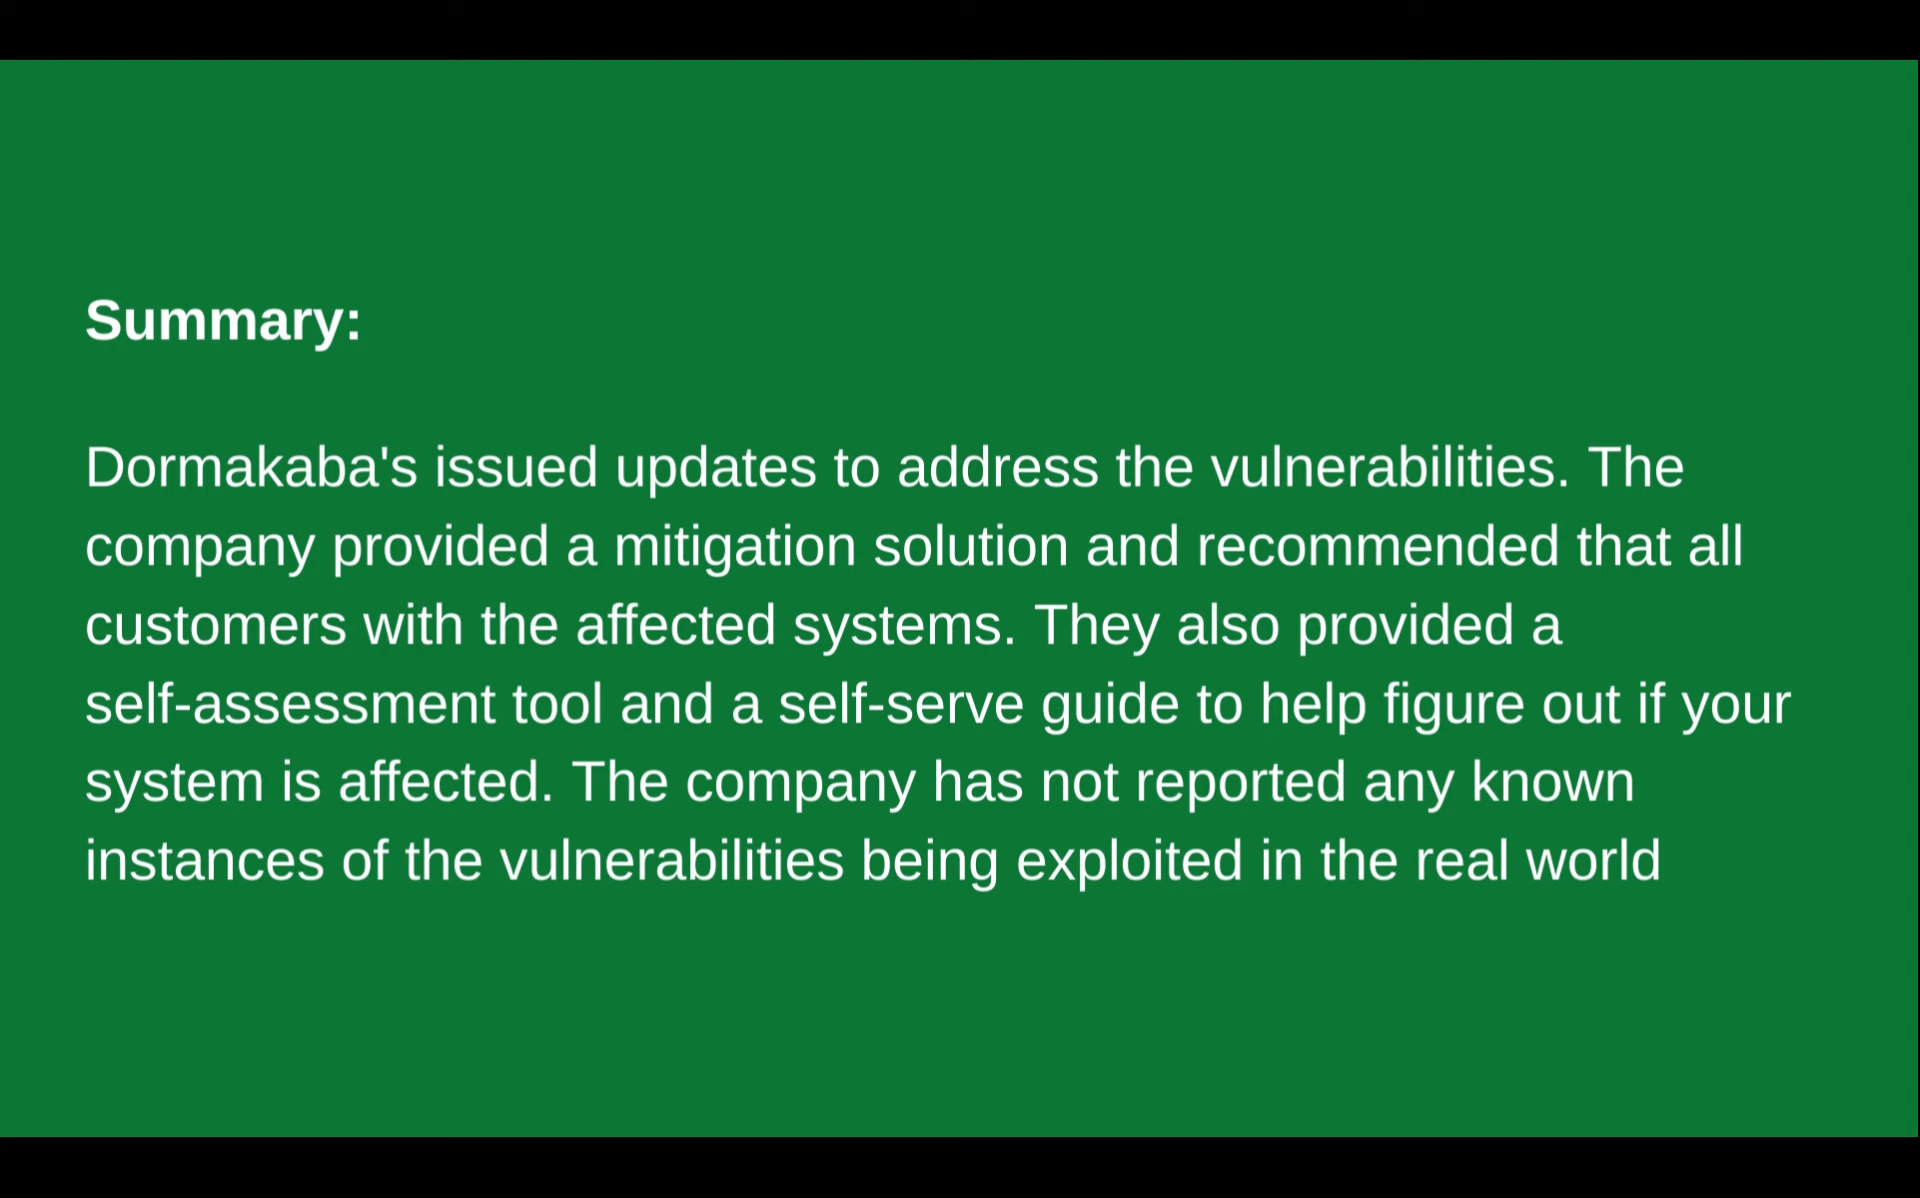 Summary:
Dormakaba's issued updates to address the vulnerabilities. The
company provided a mitigation solution and recommended that all
customers with the affected systems. They also provided a
self-assessment tool and a self-serve guide to help figure out if your
system is affected. The company has not reported any known
instances of the vulnerabilities being exploited in the real world